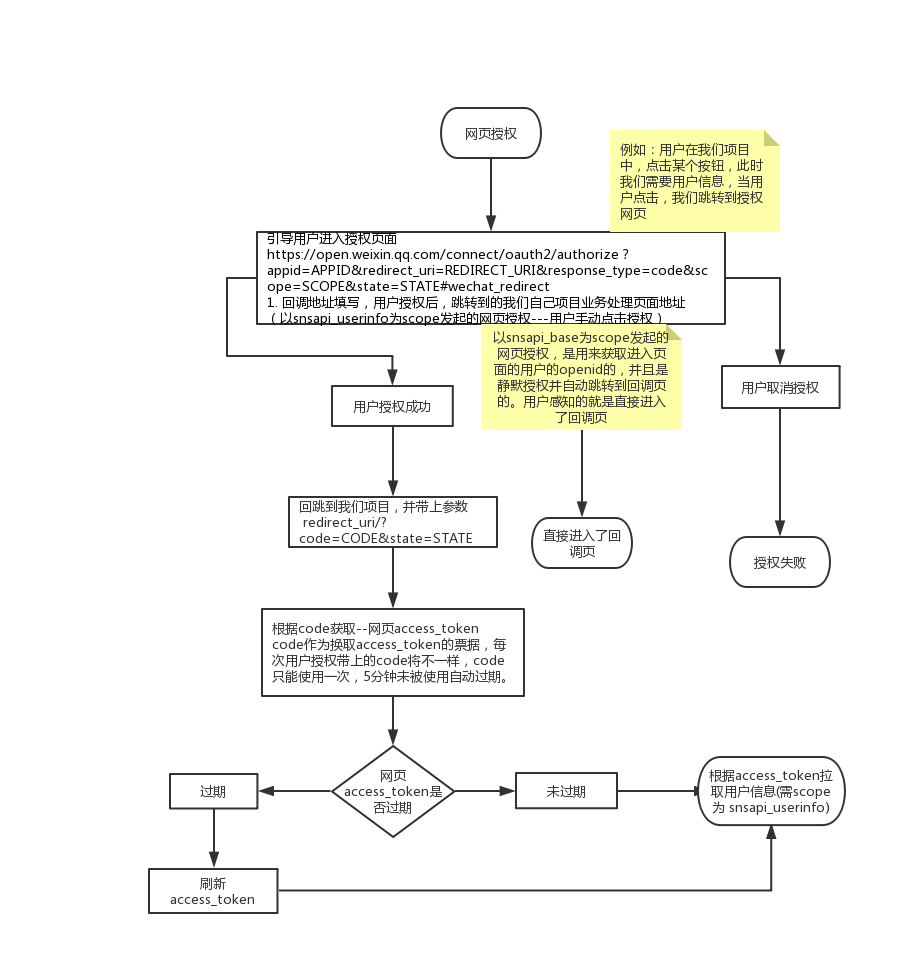 网页授权
例如：用户在我们项目
中，点击某个按钮，此时
我们需要用户信息，当用
户点击，我们跳转到授权
网页
引导用户进入授权页面
https://open.weixin.qq.com/connect/oauth2/authorize？
appid=APPID&redirect_uri=REDIRECT_URI&response_type=code&sc
ope=SCOPE&state=STATE#wechat_redirect
1. 回调地址填写，用户授权后，跳转到的我们自己项目业务处理页面地址
（以snsapi_userinfo为scope发起的网页授权---用户手动点击授权）
以snsapi_base为scope发起的
网页授权，是用来获取进入页
面的用户的openid的，并且是
静默授权并自动跳转到回调页
的。用户感知的就是直接进入
了回调页
用户授权成功
用户取消授权
回跳到我们项目，并带上参数
redirect_uri/?
code=CODE&state=STATE
直接进入了回
调页
授权失败
根据code获取--网页access_token
code作为换取access_token的票据，每
次用户授权带上的code将不一样，code
只能使用一次，5分钟未被使用自动过期。
网页
access_token是
否过期
过期
未过期
根据access_token拉
取用户信息(需scope
为 snsapi_userinfo)
刷新
access_token